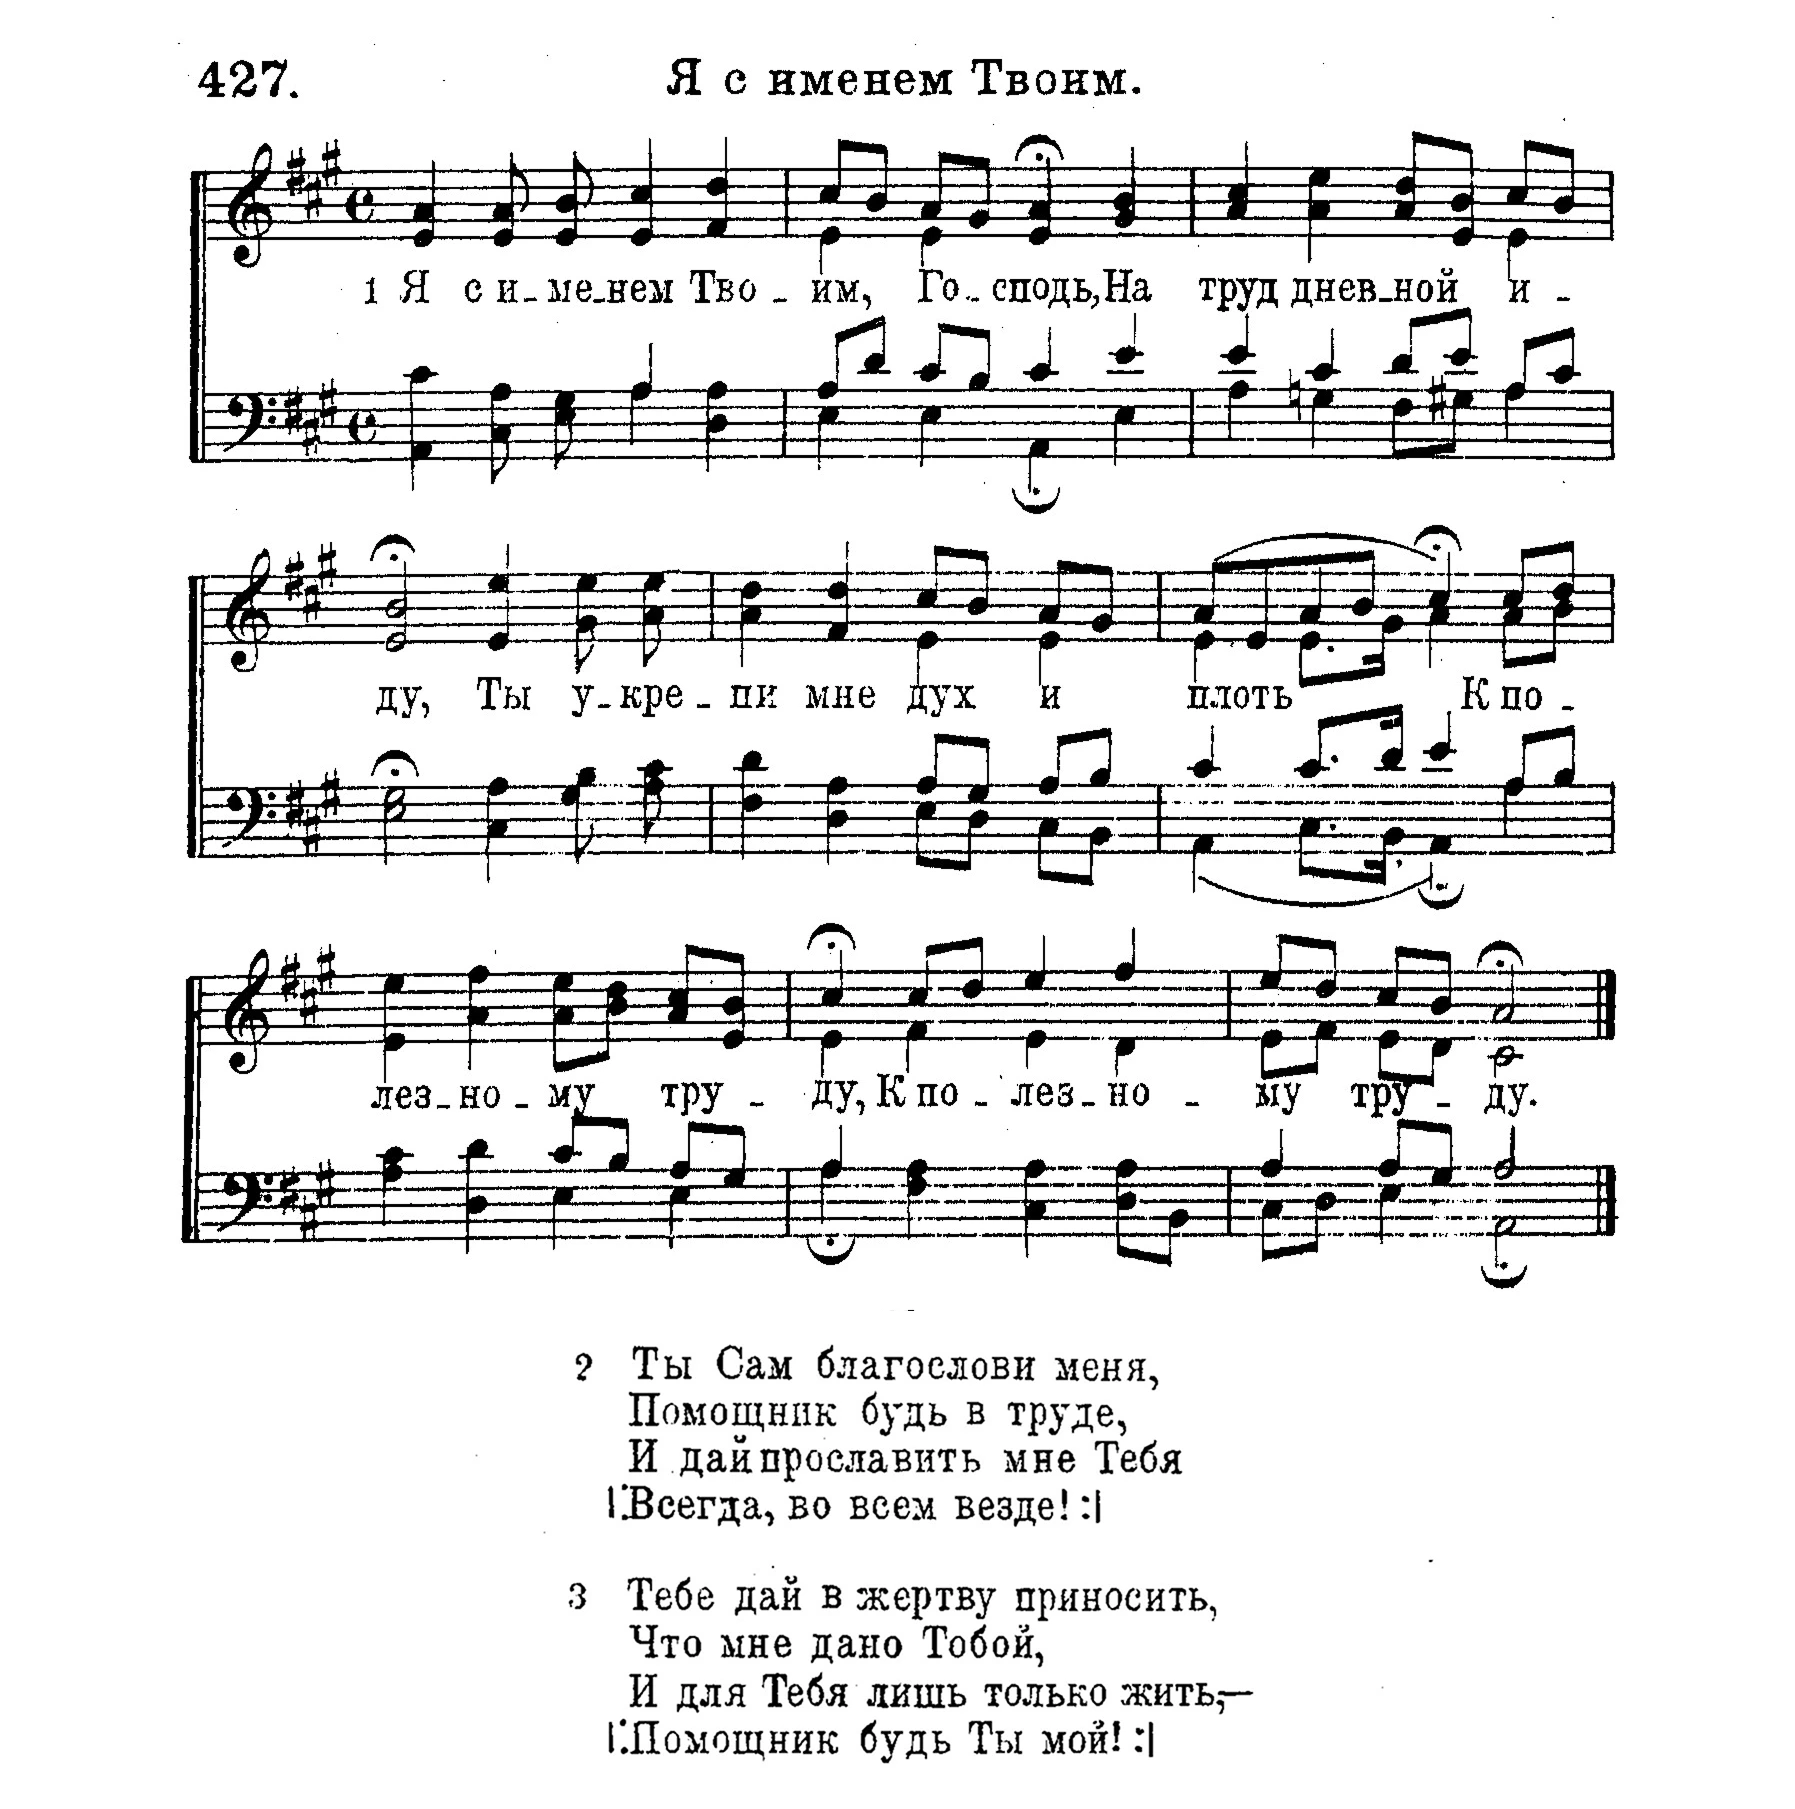 427. Я с именем Твоим.
1 Я с и-ме-нем Тво - им, Го-сподь, На труд днев-ной и -
ду, Ты у-кре-пи мне дух и плоть К по -
лез-но-му тру - ду, К по - лез-но - му тру - ду.
2 Ты Сам благослови меня,
Помощник будь в труде,
И дай прославить мне Тебя
|:Всегда, во всем везде!:|
3 Тебе дай в жертву приносить,
Что мне дано Тобой,
И для Тебя лишь только жить,—
|:Помощник будь Ты мой!:|